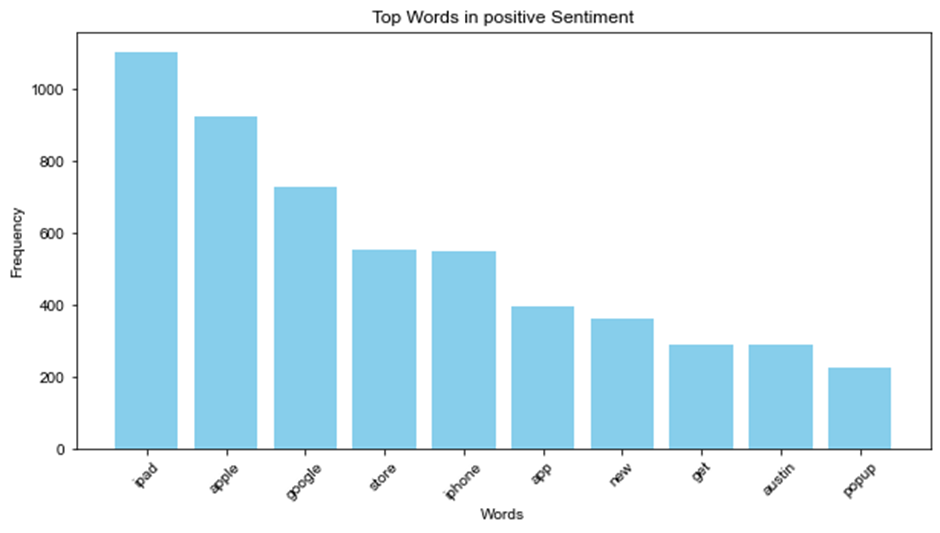 Top Words in positive Sentiment
Frequency
1000
800
600
400
200
0
ipad
apple
google
store
iphone
app
new
get
austin
popup
Words